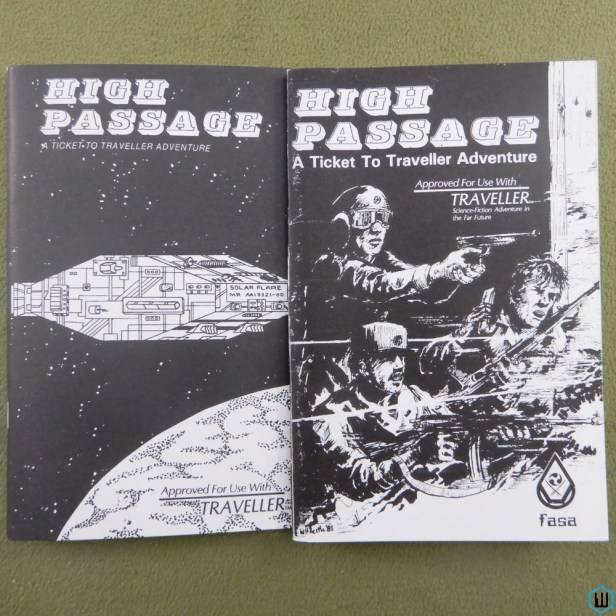 HIGH
PASSAGE
A TICKET TO TRAVELLER ADVENTURE
SOLAR FLARE
Approved For Use With
TRAVELLER
HIGH
PASSAGE
A Ticket To Traveller Adventure
Approved For Use With
TRAVELLER
Science-Fiction Adventure in
the Far Future
fasa